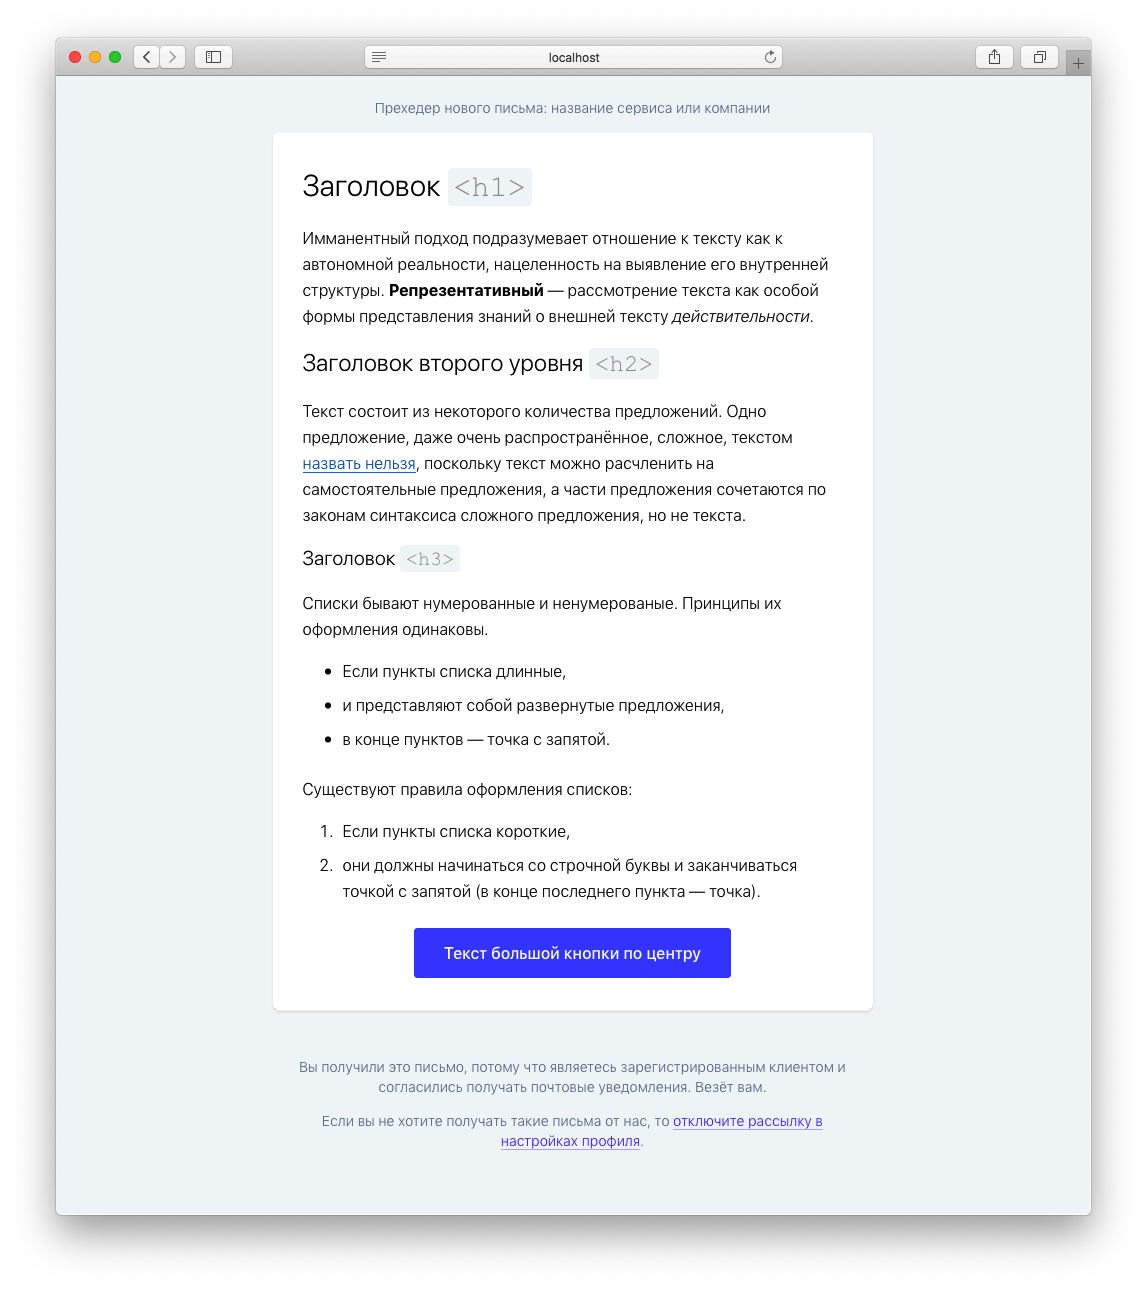 localhost
Прехедер нового письма: название сервиса или компании
Заголовок <h1>
Имманентный подход подразумевает отношение к тексту как к
автономной реальности, нацеленность на выявление его внутренней
структуры. Репрезентативный — рассмотрение текста как особой
формы представления знаний о внешней тексту действительности.
Заголовок второго уровня <h2>
Текст состоит из некоторого количества предложений. Одно
предложение, даже очень распространённое, сложное, текстом
назвать нельзя, поскольку текст можно расчленить на
самостоятельные предложения, а части предложения сочетаются по
законам синтаксиса сложного предложения, но не текста.
Заголовок <h3>
Списки бывают нумерованные и ненумерованые. Принципы их
оформления одинаковы.
• Если пункты списка длинные,
• и представляют собой развернутые предложения,
• в конце пунктов — точка с запятой.
Существуют правила оформления списков:
1. Если пункты списка короткие,
2. они должны начинаться со строчной буквы и заканчиваться
точкой с запятой (в конце последнего пункта — точка).
Текст большой кнопки по центру
Вы получили это письмо, потому что являетесь зарегистрированным клиентом и
согласились получать почтовые уведомления. Везёт вам.
Если вы не хотите получать такие письма от нас, то отключите рассылку в
настройках профиля.